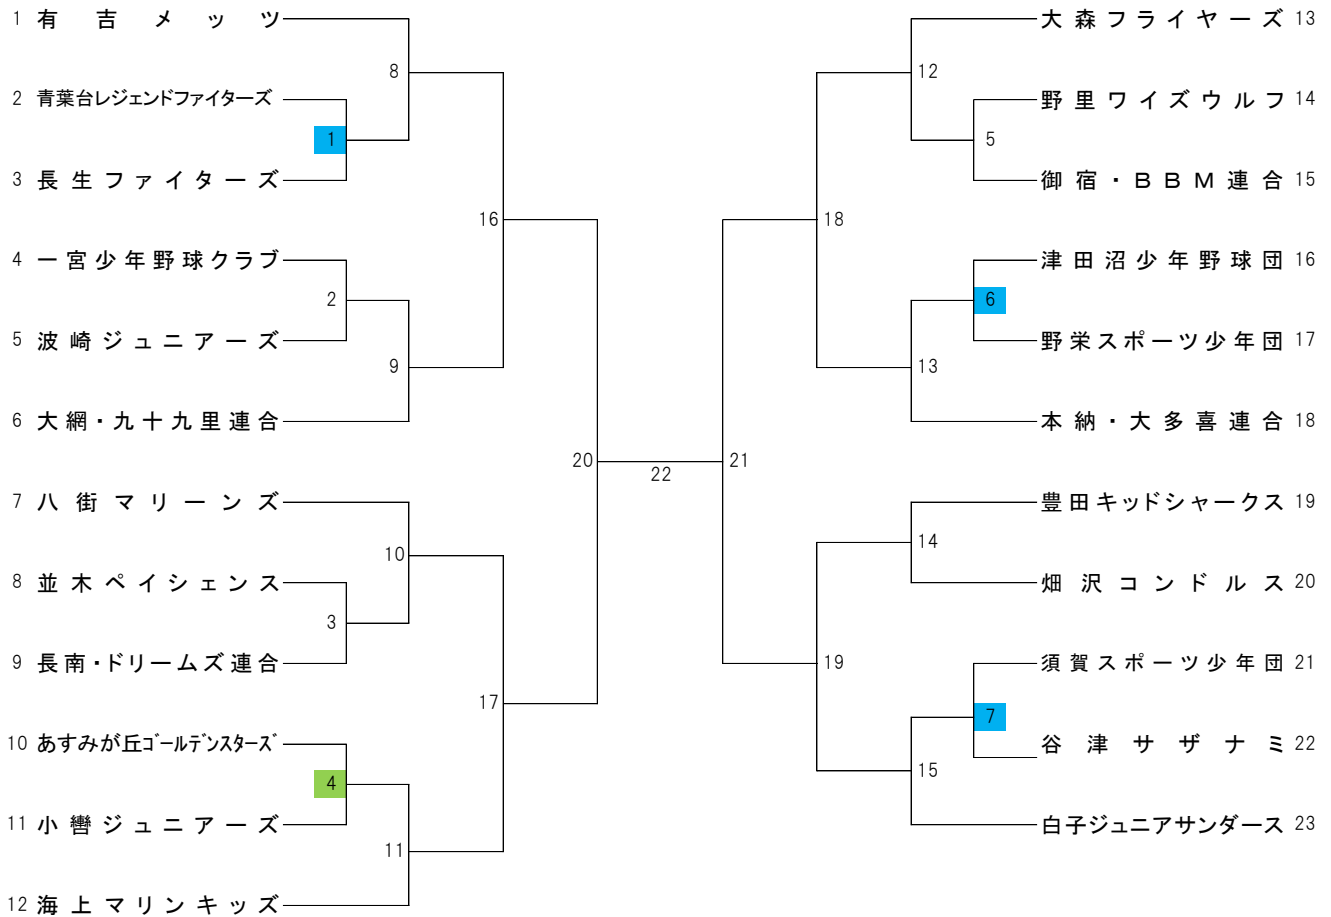 1 有吉メッツ
8
2 青葉台レジェンドファイターズ
1
3 長生ファイターズ
16
4 一宮少年野球クラブ
2
5 波崎ジュニアーズ
9
6 大網・九十九里連合
20
7 八街マリーンズ
10
8 並木ペイシェンス
3
9 長南・ドリームズ連合
17
10 あすみが丘ゴールデンスターズ
4
11 小轡ジュニアーズ
11
12 海上マリンキッズ
22
大森フライヤーズ 13
12
野里ワイズウルフ 14
5
御宿・BBM連合 15
18
津田沼少年野球団 16
6
野栄スポーツ少年団 17
13
本納・大多喜連合 18
21
豊田キッドシャークス 19
14
畑沢コンドルス 20
19
須賀スポーツ少年団 21
7
谷津サザナミ 22
15
白子ジュニアサンダース 23